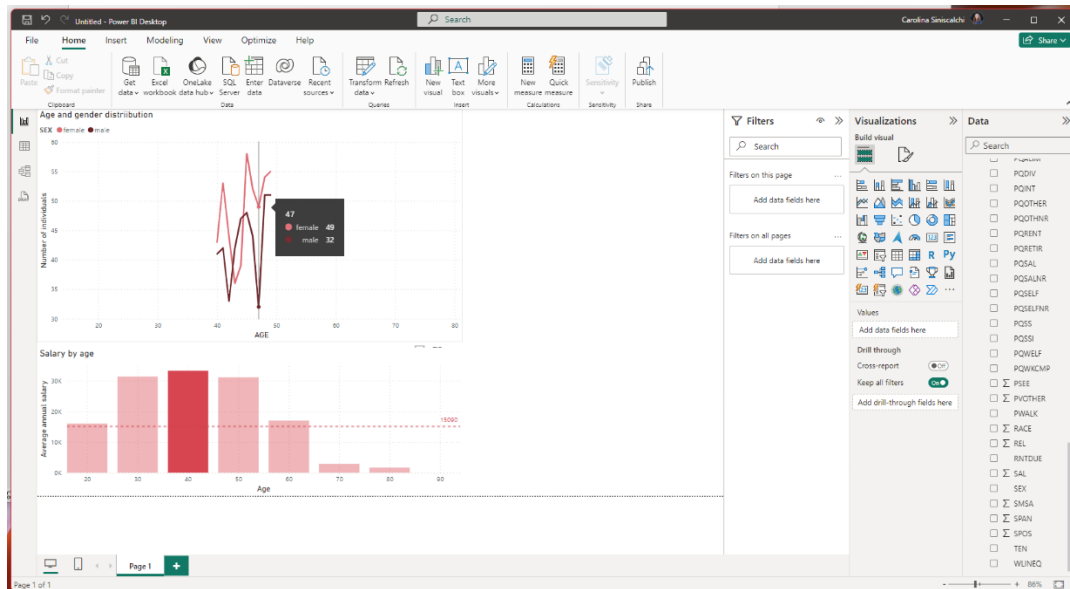 Untitled - Power BI Desktop
Search
Carolina Siniscalchi
File Home Insert Modeling View Optimize Help
Share
Paste
Cut
Copy
Format painter
Clipboard
Get data
Excel workbook
OneLake data hub
SQL Server
Enter data
Dataverse
Recent sources
Data
Transform data
Refresh
Queries
New visual
Text box
More visuals
Insert
New measure
Quick measure
Calculations
Sensitivity
Sensitivity
Publish
Share
Age and gender distriibution
SEX female male
Number of individuals
60
55
50
45
40
35
30
47
female 49
male 32
20 30 40 50 60 70 80
AGE
Salary by age
Average annual salary
30K
20K
10K
0K
20 30 40 50 60 70 80 90
Age
Filters
Search
Filters on this page
Add data fields here
Filters on all pages
Add data fields here
Visualizations
Build visual
R Py
Values
Add data fields here
Drill through
Cross-report
Off
Keep all filters
On
Add drill-through fields here
Data
Search
PQDIV
PQINT
PQOTHER
PQOTHNR
PQRENT
PQRETIR
PQSAL
PQSALNR
PQSELF
PQSELFNR
PQSS
PQSSI
PQWELF
PQWKCMP
PSEE
PVOTHER
PWALK
RACE
REL
RNTDUE
SAL
SEX
SMSA
SPAN
SPOS
TEN
WLINEQ
Page 1
Page 1 of 1
86%